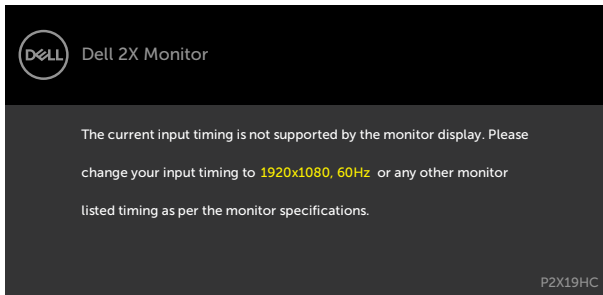 DELL
Dell 2X Monitor
The current input timing is not supported by the monitor display. Please
change your input timing to 1920x1080, 60Hz or any other monitor
listed timing as per the monitor specifications.
P2X19HC